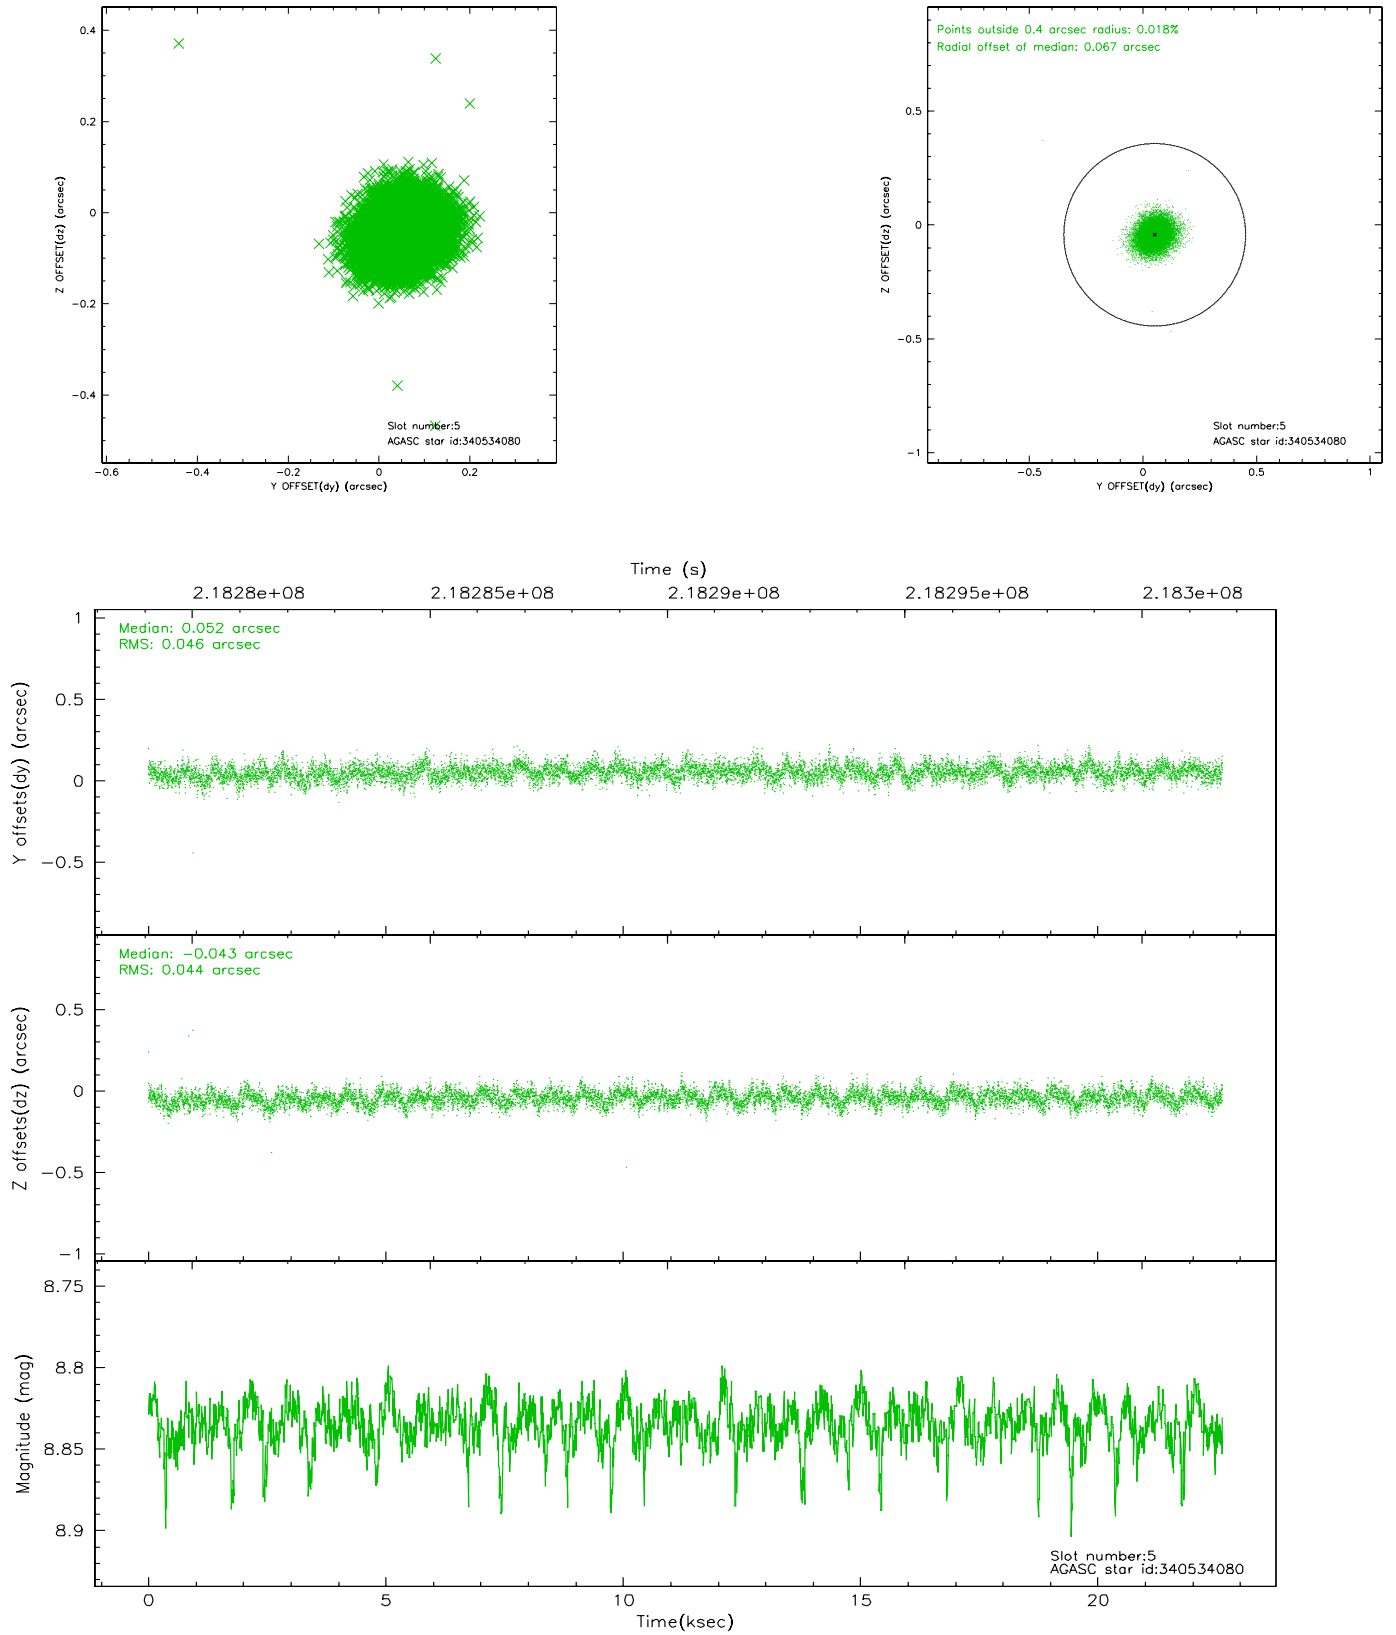 0.4
0.2
0
−0.2
−0.4
−0.6
−0.4
−0.2
0
0.2
Z OFFSET(dz) (arcsec)
Y OFFSET(dy) (arcsec)
Slot number:5
AGASC star id:340534080
Points outside 0.4 arcsec radius: 0.018%
Radial offset of median: 0.067 arcsec
0.5
0
−0.5
−1
−0.5
0
0.5
1
Z OFFSET(dz) (arcsec)
Y OFFSET(dy) (arcsec)
Slot number:5
AGASC star id:340534080
Time (s)
2.1828e+08
2.18285e+08
2.1829e+08
2.18295e+08
2.183e+08
Median: 0.052 arcsec
RMS: 0.046 arcsec
1
0.5
0
−0.5
Y offsets(dy) (arcsec)
Median: −0.043 arcsec
RMS: 0.044 arcsec
0.5
0
−0.5
−1
Z offsets(dz) (arcsec)
8.75
8.8
8.85
8.9
Magnitude (mag)
Slot number:5
AGASC star id:340534080
0
5
10
15
20
Time(ksec)